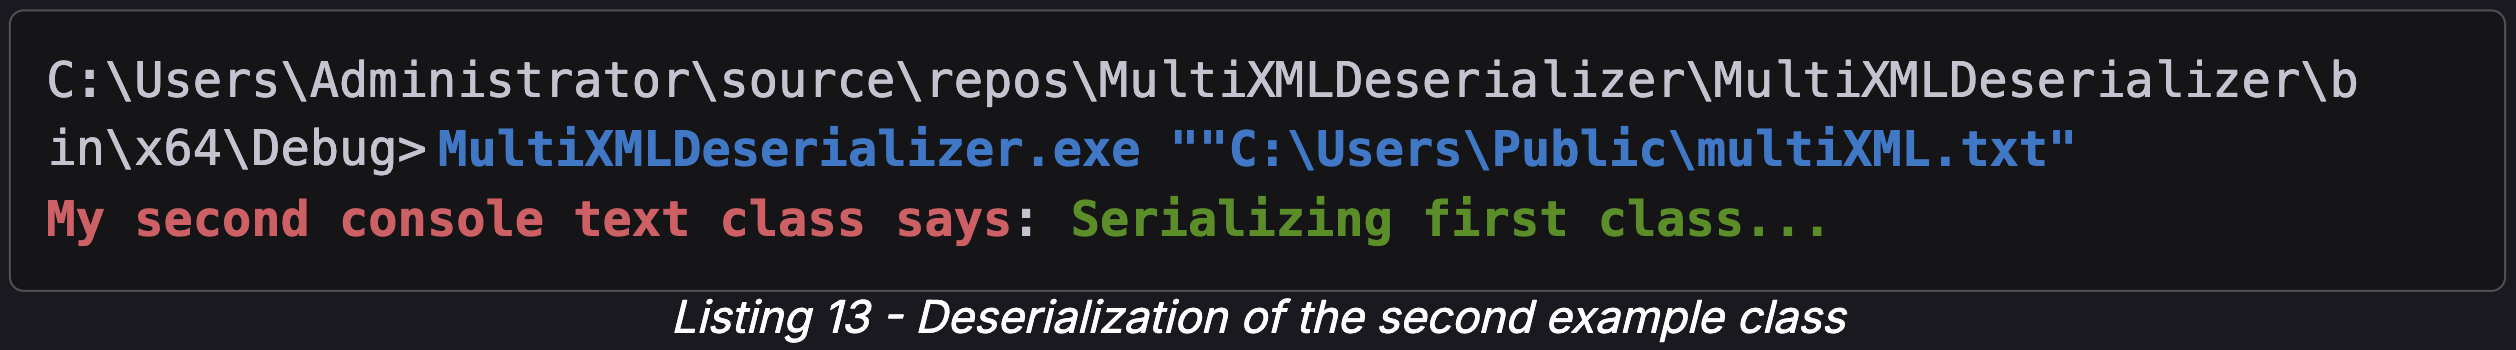 C:\Users\Administrator\source\repos\MultiXMLDeserializer\MultiXMLDeserializer\b
in\x64\Debug>MultiXMLDeserializer.exe ""C:\Users\Public\multiXML.txt"
My second console text class says: Serializing first class...
Listing 13 - Deserialization of the second example class